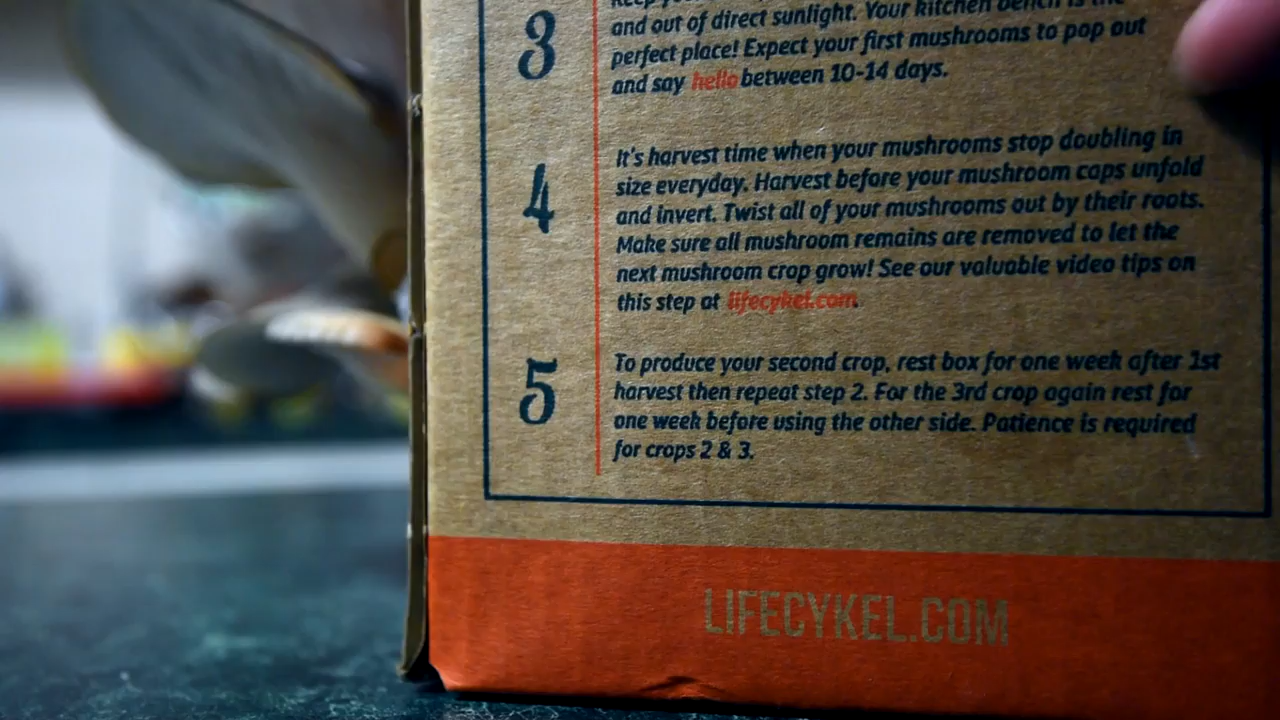 3
and out of direct sunlight. Your kitchen bench is the
perfect place! Expect your first mushrooms to pop out
and say hello between 10-14 days.
4
It's harvest time when your mushrooms stop doubling in
size everyday. Harvest before your mushroom caps unfold
and invert. Twist all of your mushrooms out by their roots.
Make sure all mushroom remains are removed to let the
next mushroom crop grow! See our valuable video tips on
this step at lifecykel.com.
5
To produce your second crop, rest box for one week after 1st
harvest then repeat step 2. For the 3rd crop again rest for
one week before using the other side. Patience is required
for crops 2 & 3.
LIFECYKEL.COM